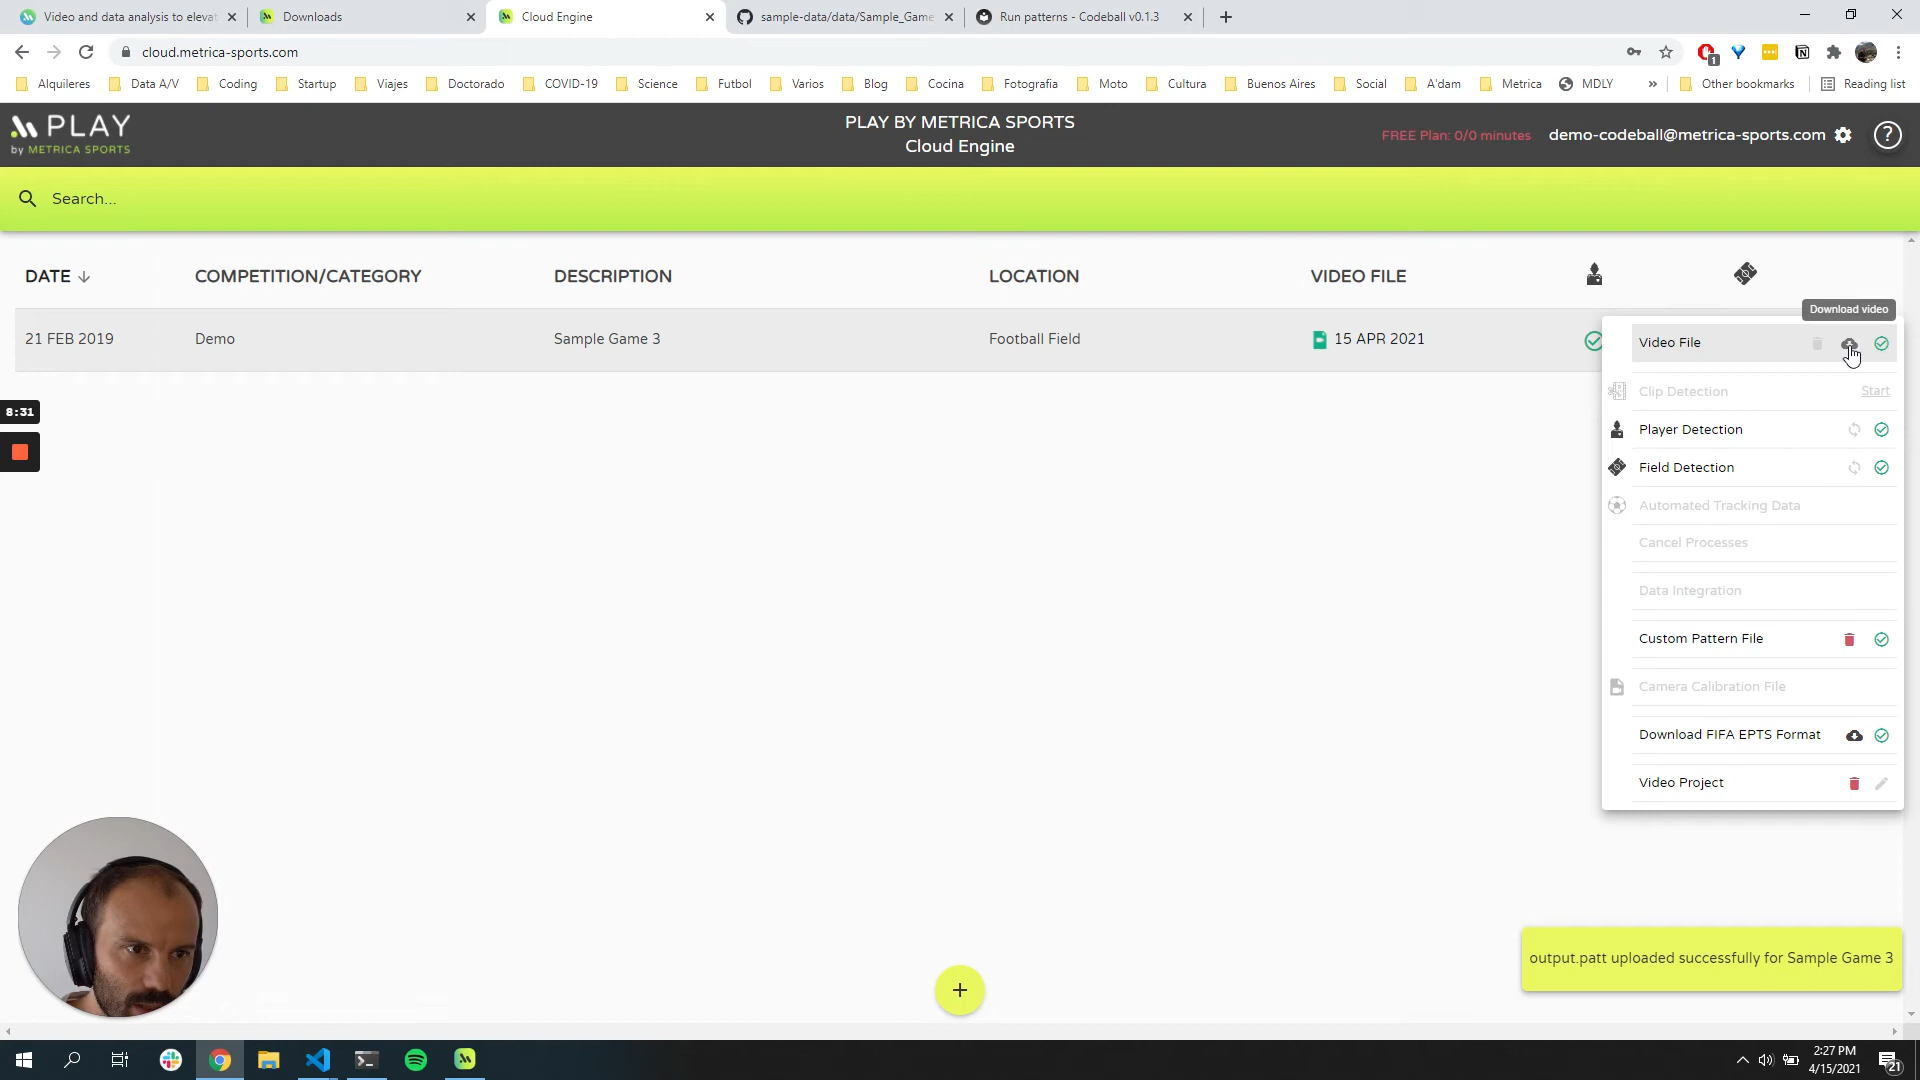 Video and data analysis to elevat
Downloads
Cloud Engine
sample-data/data/Sample_Game
Run patterns - Codeball v0.1.3
cloud.metrica-sports.com
1
Alquileres
Data A/V
Coding
Startup
Viajes
Doctorado
COVID-19
Science
Futbol
Varios
Blog
Cocina
Fotografia
Moto
Cultura
Buenos Aires
Social
A'dam
Metrica
MDLY
»
Other bookmarks
Reading list
PLAY
by METRICA SPORTS
PLAY BY METRICA SPORTS
Cloud Engine
FREE Plan: 0/0 minutes
demo-codeball@metrica-sports.com
?
Search...
DATE
COMPETITION/CATEGORY
DESCRIPTION
LOCATION
VIDEO FILE
21 FEB 2019
Demo
Sample Game 3
Football Field
15 APR 2021
Download video
Video File
Clip Detection
Start
Player Detection
Field Detection
Automated Tracking Data
Cancel Processes
Data Integration
Custom Pattern File
Camera Calibration File
Download FIFA EPTS Format
Video Project
8:31
output.patt uploaded successfully for Sample Game 3
+
2:27 PM
4/15/2021
21